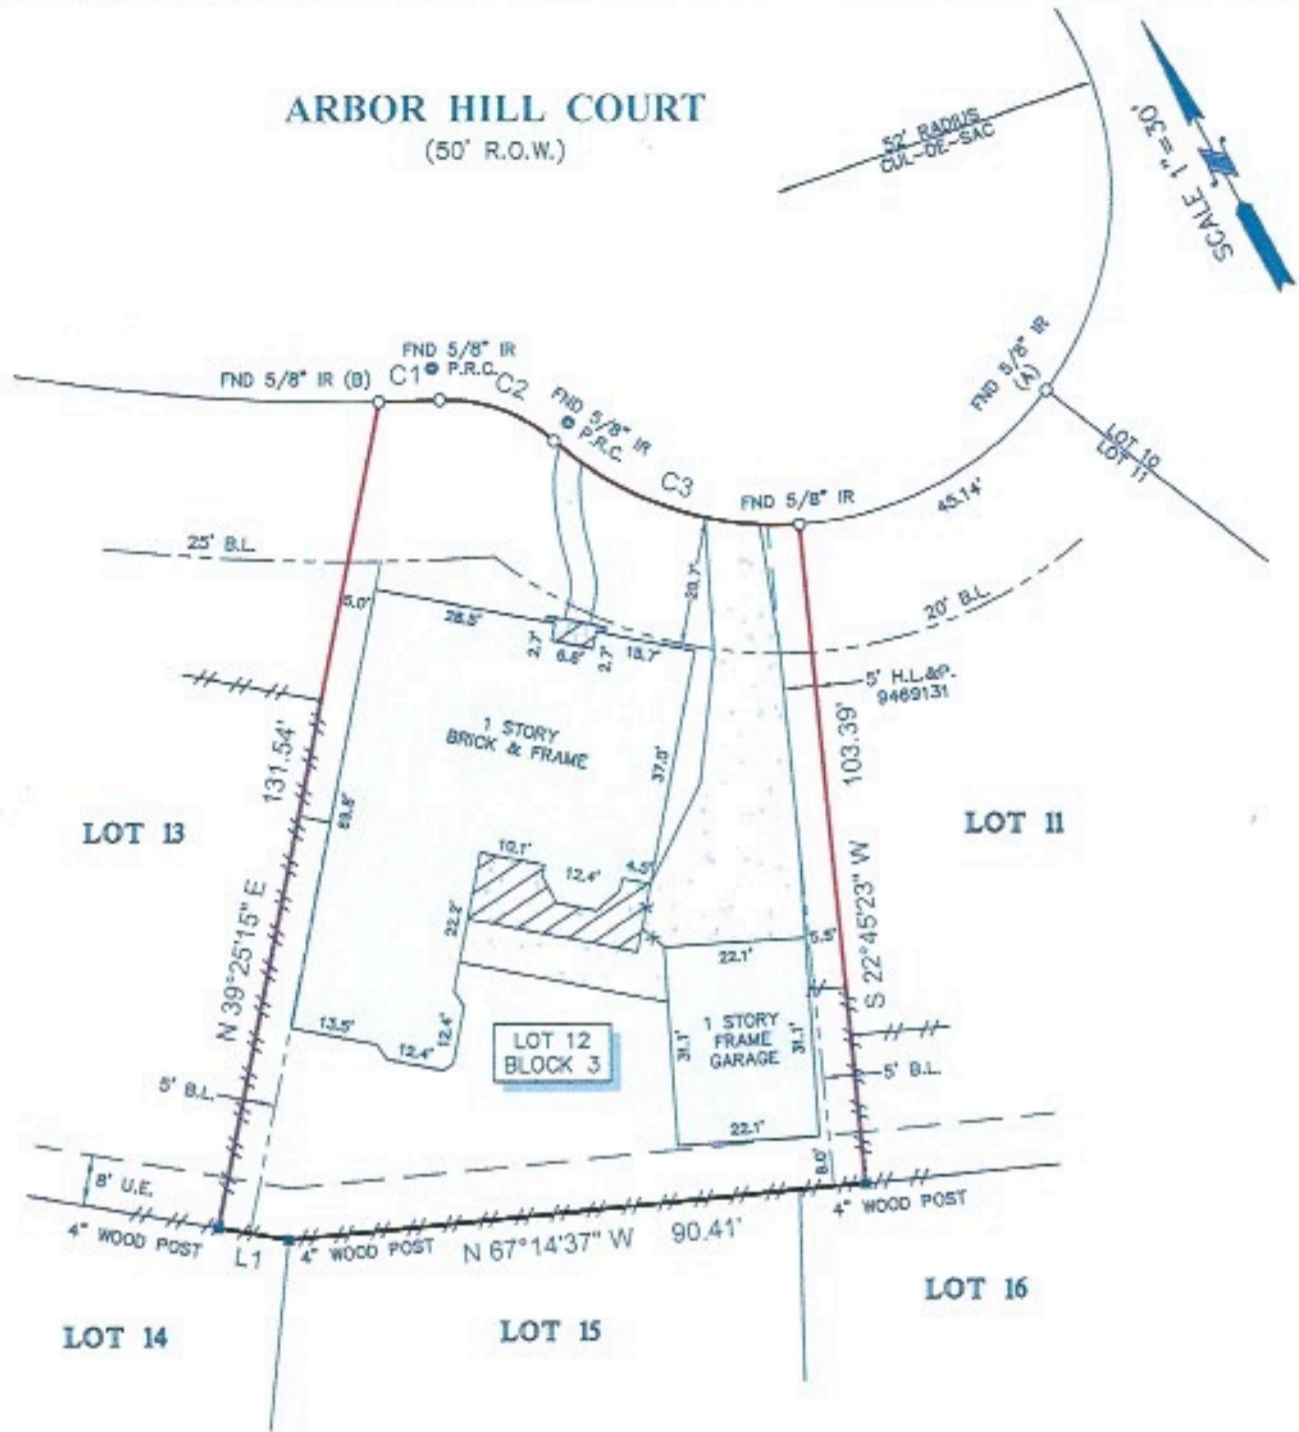 ARBOR HILL COURT
(50' R.O.W.)
52' RADIUS
CUL-DE-SAC
SCALE 1"=30'
FND 5/8" IR
P.R.C.
FND 5/8" IR (B)
C1
C2
FND 5/8" IR
P.R.C.
C3
FND 5/8" IR
FND 5/8" IR
(A)
LOT 10
LOT 11
45.14'
25' B.L.
20' B.L.
5.0'
28.5'
20.7'
2.7'
6.6'
2.7'
15.7'
5' H.L.&P.
9469131
1 STORY
BRICK & FRAME
131.54'
37.0'
103.39'
LOT 13
LOT 11
10.1'
12.4'
4.5'
N 39°25'15" E
22.2'
S 22°45'23" W
22.1'
5.5'
13.5'
12.4'
12.4'
LOT 12
BLOCK 3
31.1'
1 STORY
FRAME
GARAGE
31.1'
5' B.L.
5' B.L.
22.1'
8' U.E.
8.0'
4" WOOD POST
L1
4" WOOD POST
N 67°14'37" W
90.41'
4" WOOD POST
LOT 14
LOT 15
LOT 16